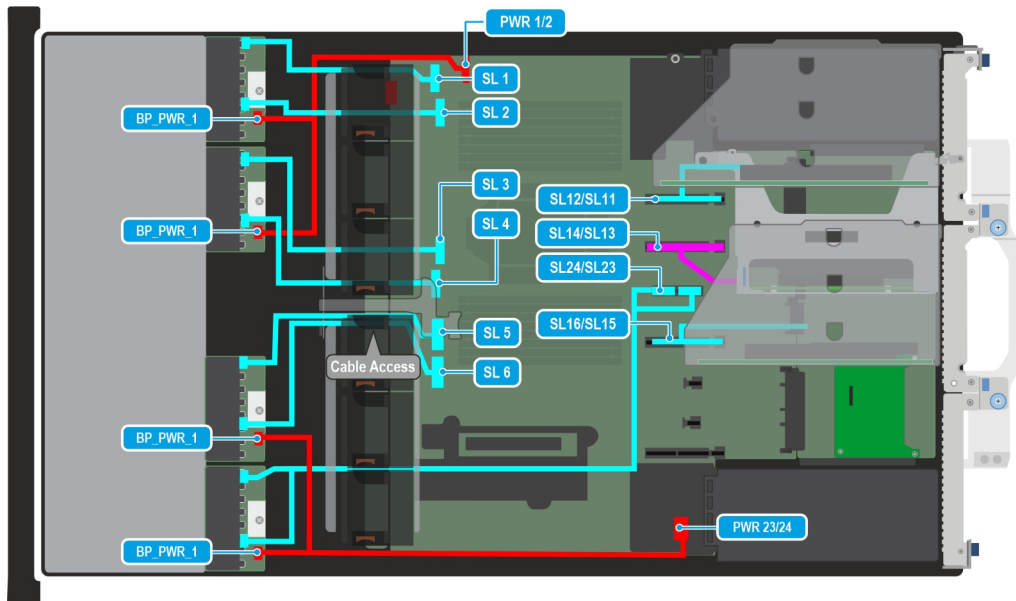 PWR 1/2
SL 1
SL 2
BP_PWR_1
SL 3
SL12/SL11
SL 4
BP_PWR_1
SL14/SL13
SL24/SL23
SL16/SL15
SL 5
Cable Access
SL 6
BP_PWR_1
PWR 23/24
BP_PWR_1